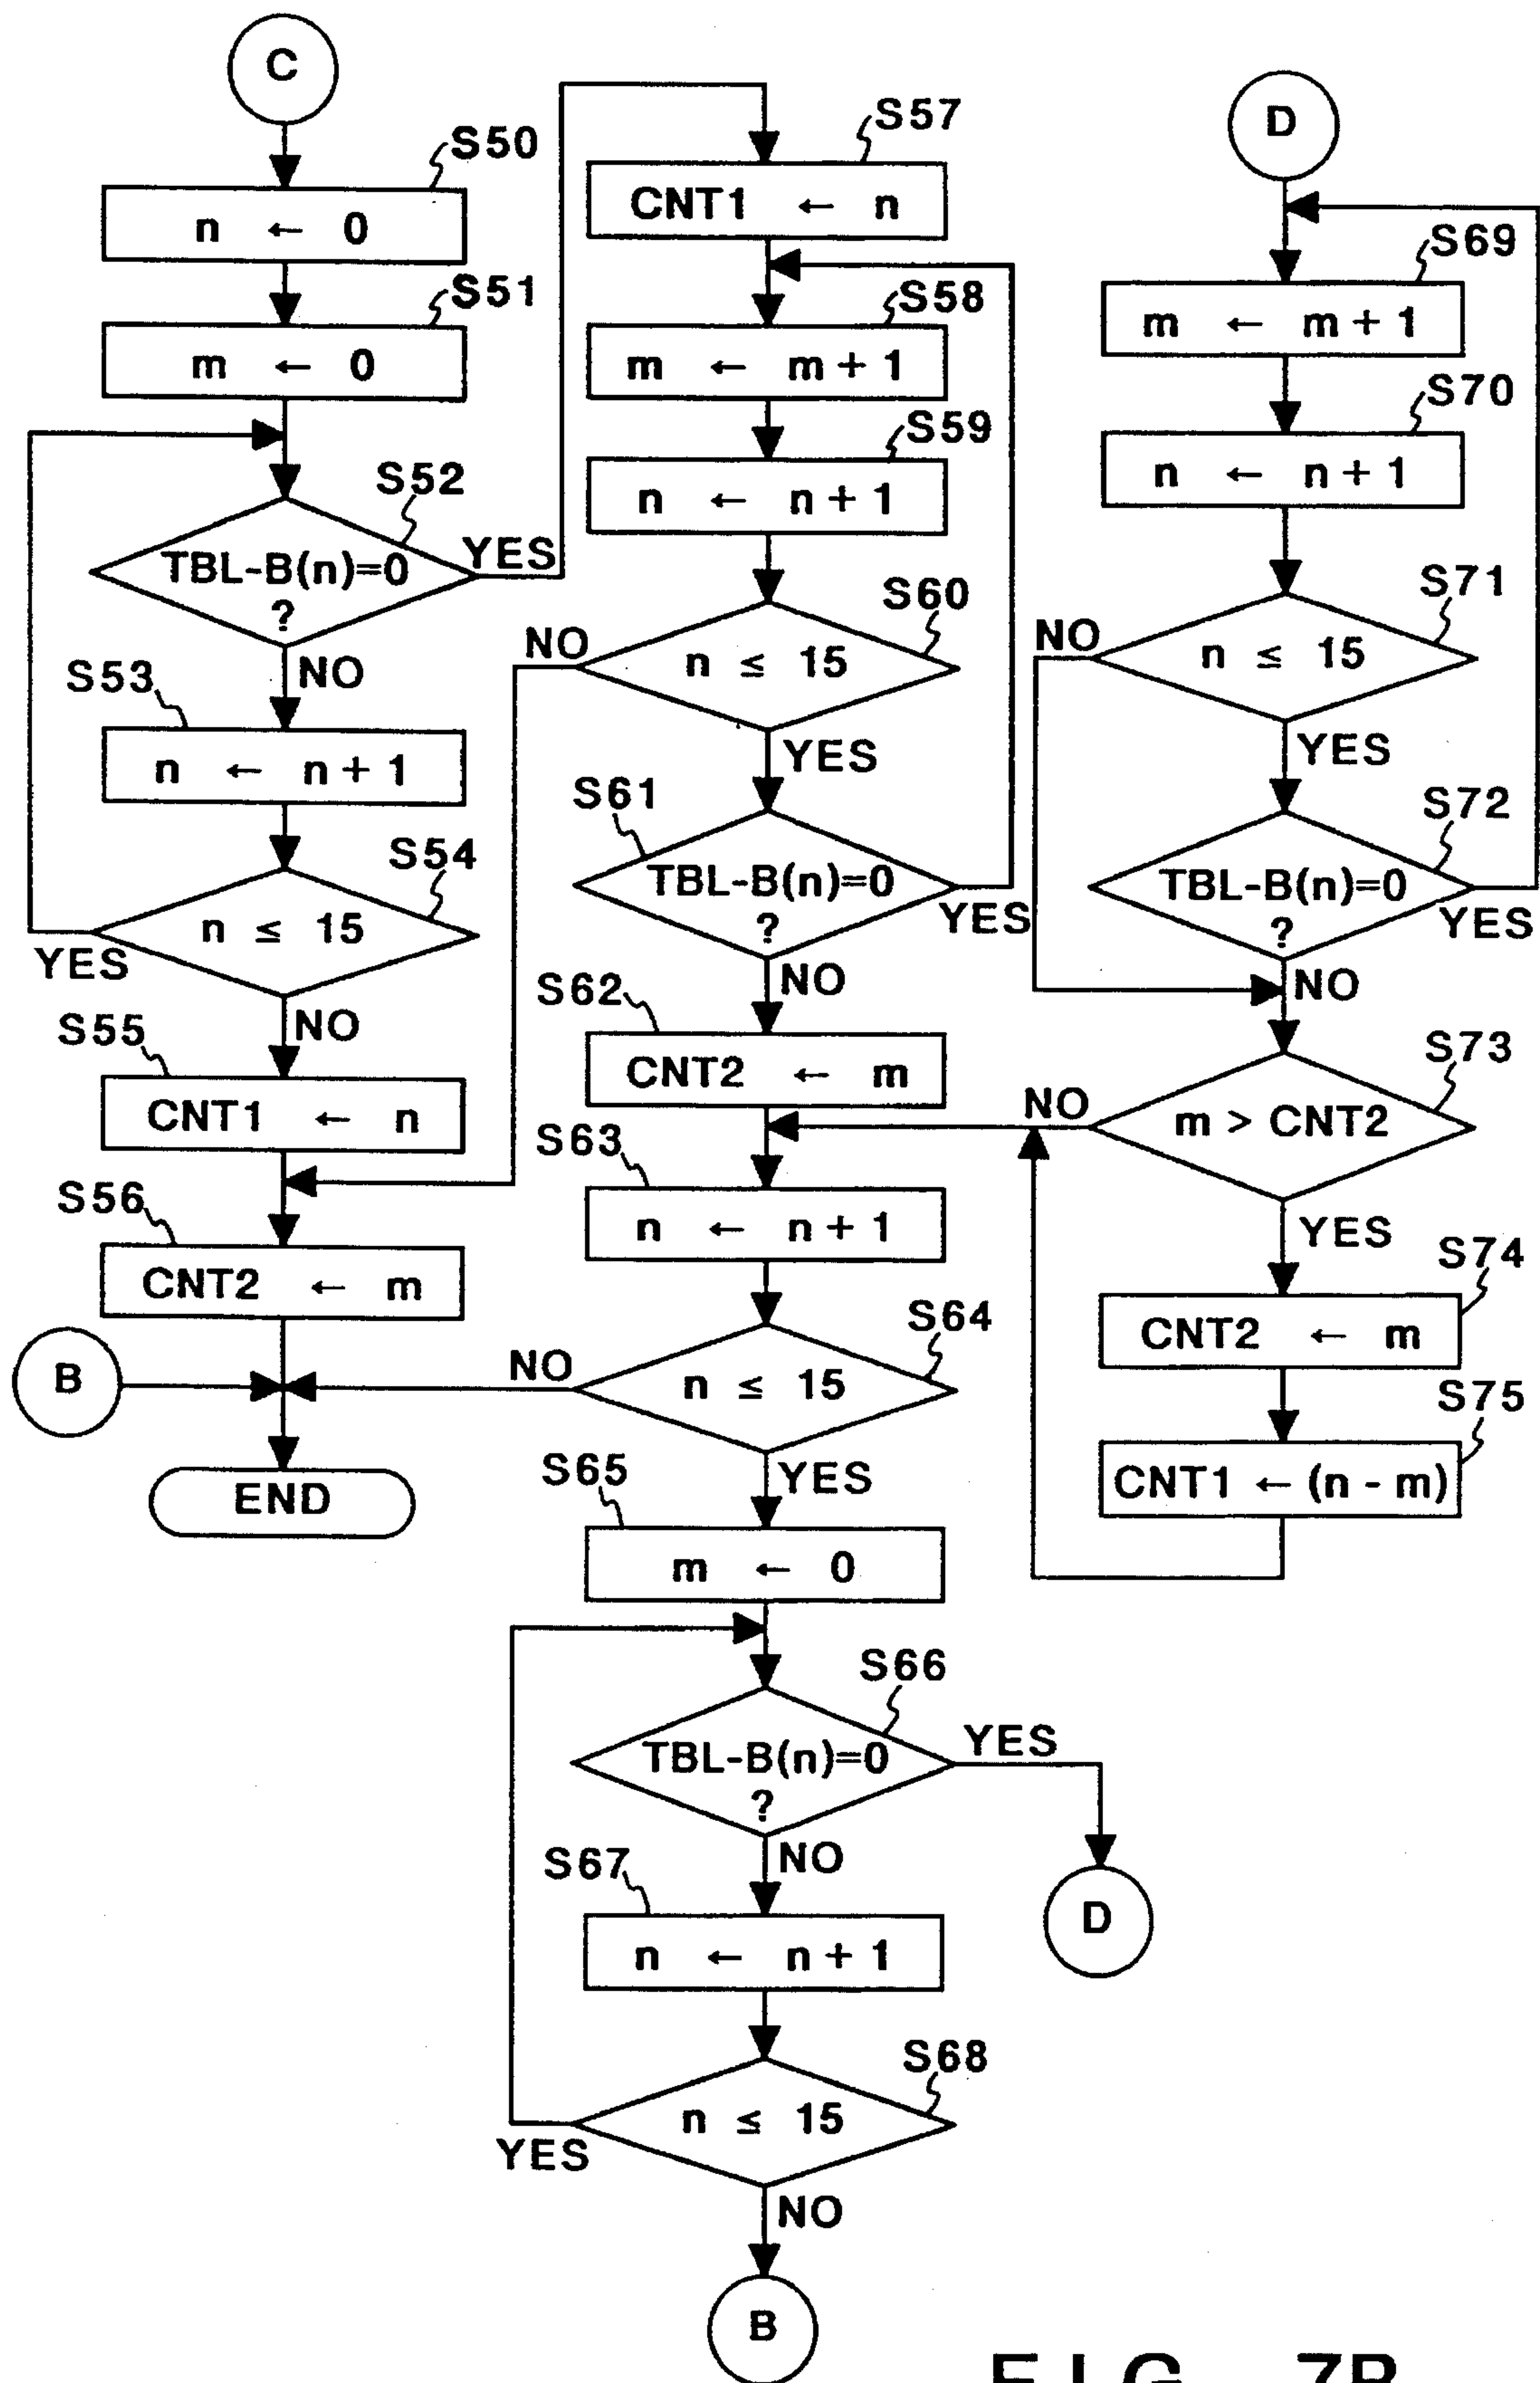 C
S50
n ← 0
S51
m ← 0
S52
TBL-B(n)=0
?
YES
NO
S53
n ← n + 1
S54
n ≤ 15
YES
NO
S55
CNT1 ← n
S56
CNT2 ← m
B
END
S57
CNT1 ← n
S58
m ← m + 1
S59
n ← n + 1
S60
n ≤ 15
NO
YES
S61
TBL-B(n)=0
?
YES
NO
S62
CNT2 ← m
S63
n ← n + 1
S64
n ≤ 15
NO
YES
S65
m ← 0
S66
TBL-B(n)=0
?
YES
D
NO
S67
n ← n + 1
S68
n ≤ 15
YES
NO
B
D
S69
m ← m + 1
S70
n ← n + 1
S71
n ≤ 15
NO
YES
S72
TBL-B(n)=0
?
YES
NO
S73
m > CNT2
NO
YES
S74
CNT2 ← m
S75
CNT1 ← (n - m)
FIG. 7B